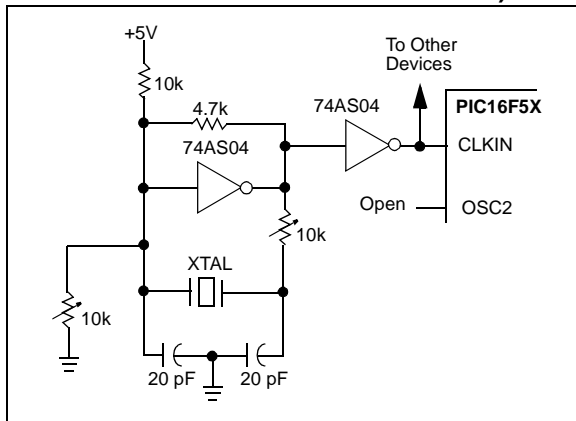 +5V
10k
4.7k
74AS04
74AS04
To Other
Devices
PIC16F5X
CLKIN
Open
OSC2
10k
XTAL
10k
20 pF
20 pF